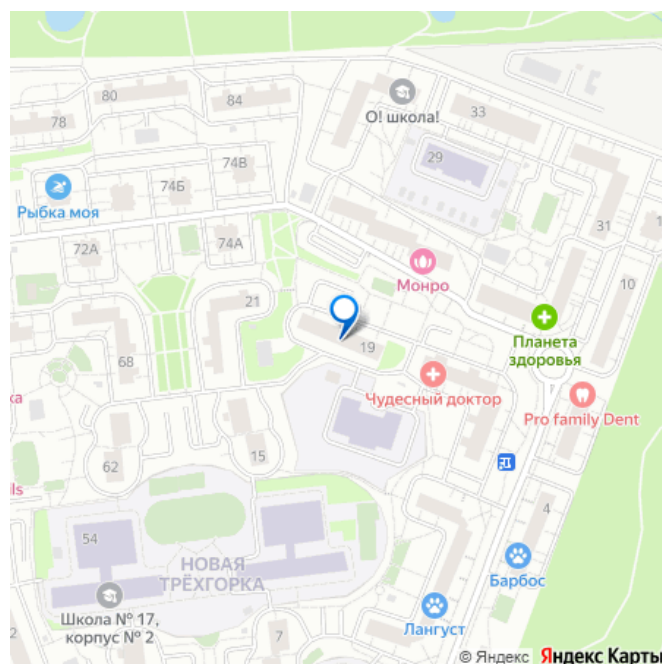 80
84
78
О! школа!
33
29
74В
74Б
Рыбка моя
31
72А
74А
Монро
10
21
Планета
здоровья
19
68
Чудесный доктор
Pro family Dent
62
15
4
54
НОВАЯ
ТРЁХГОРКА
Барбос
Школа № 17,
корпус № 2
7
Лангуст
© Яндекс Яндекс Карты